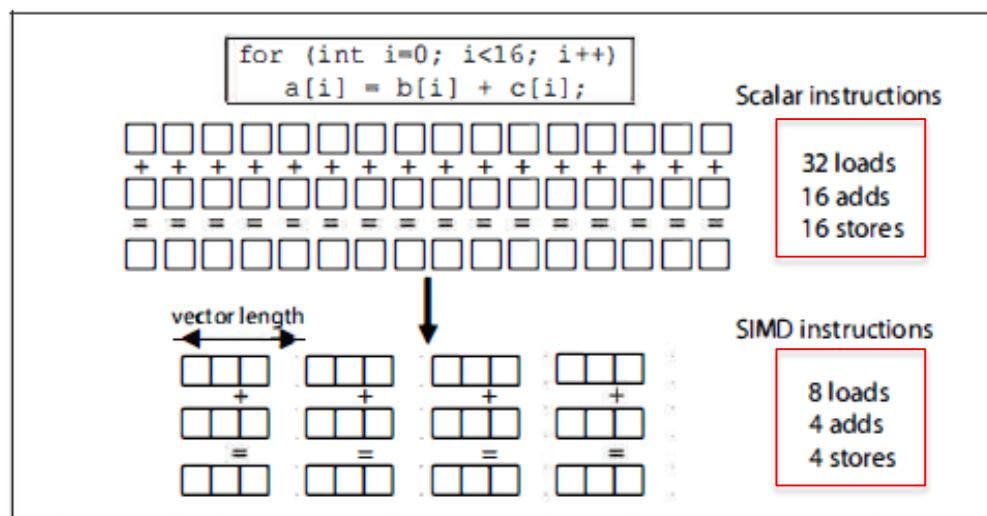 for (int i=0; i<16; i++)
a[i] = b[i] + c[i];
Scalar instructions
+ + + + + + + + + + + + + + + +
32 loads
16 adds
= = = = = = = = = = = = = = = =
16 stores
vector length
SIMD instructions
+ + + +
8 loads
4 adds
= = = =
4 stores